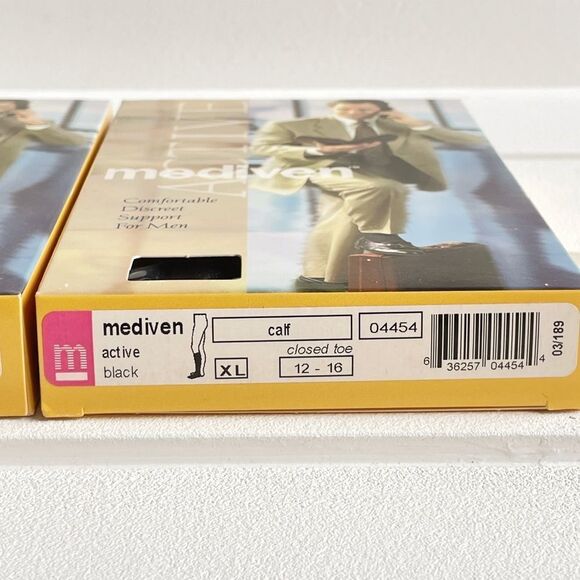 ACTIVE
mediven™
Comfortable
Discreet
Support
For Men
m
mediven
active
black
calf
04454
closed toe
XL
12 - 16
6 36257 04454 4
03/189